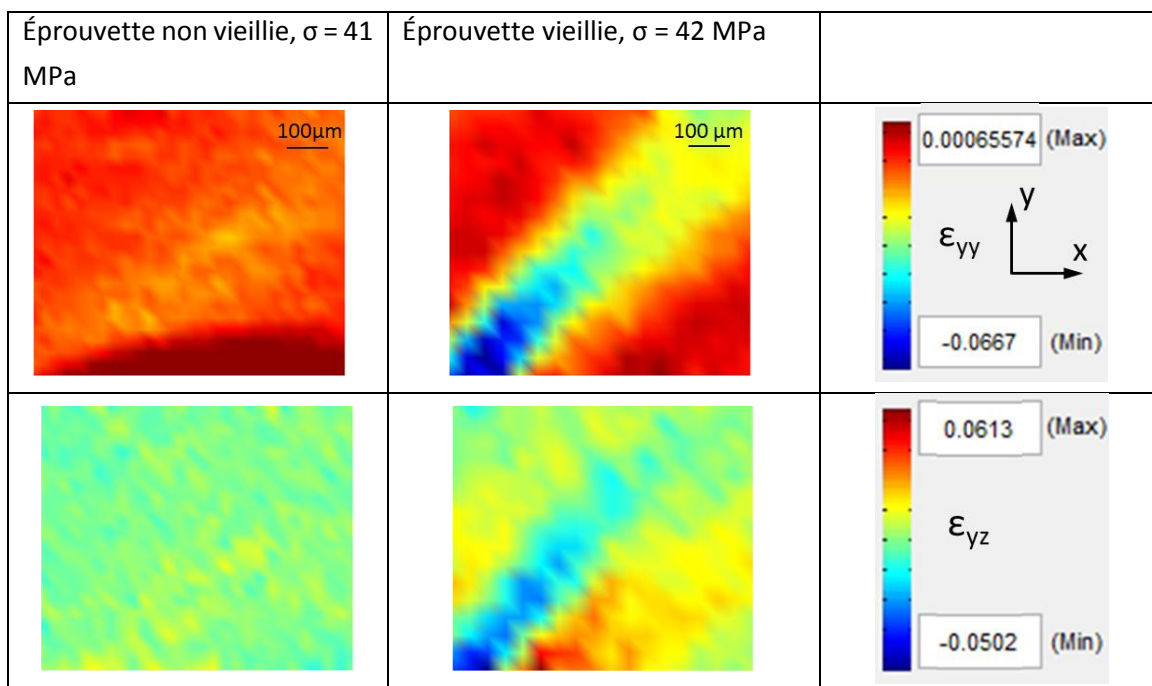 Éprouvette non vieillie, σ = 41
MPa
Éprouvette vieillie, σ = 42 MPa
100μm
100 μm
0.00065574 (Max)
y
εyy
x
-0.0667 (Min)
0.0613 (Max)
εyz
-0.0502 (Min)